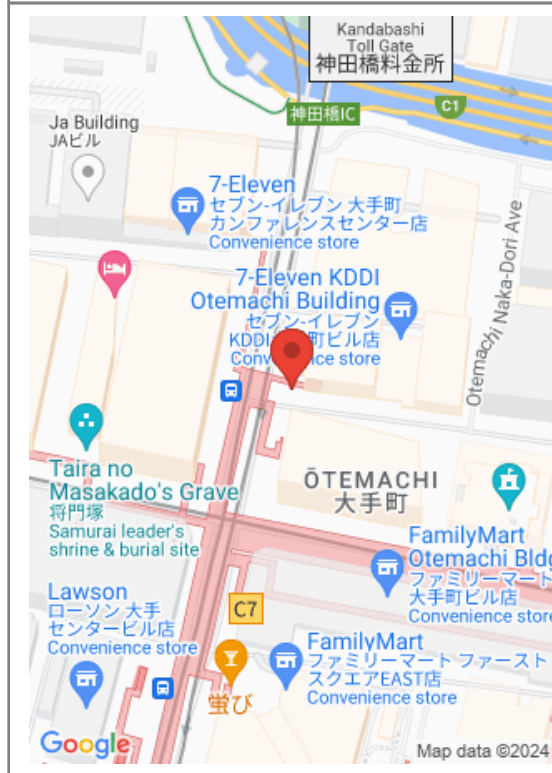 Kandabashi
Toll Gate
神田橋料金所
C1
神田橋IC
Ja Building
JAビル
7-Eleven
セブン-イレブン 大手町
カンファレンスセンター店
Convenience store
7-Eleven KDDI
Otemachi Building
セブン-イレブン
KDDI 町ビル店
Convenience store
Otemachi Naka-Dori Ave
Taira no
Masakado's Grave
将門塚
Samurai leader's
shrine & burial site
ŌTEMACHI
大手町
FamilyMart
Otemachi Bldg
ファミリーマート
大手町ビル店
Convenience store
Lawson
ローソン 大手
センタービル店
Convenience store
C7
FamilyMart
ファミリーマート ファースト
スクエアEAST店
Convenience store
蛍び
Google
Map data ©2024